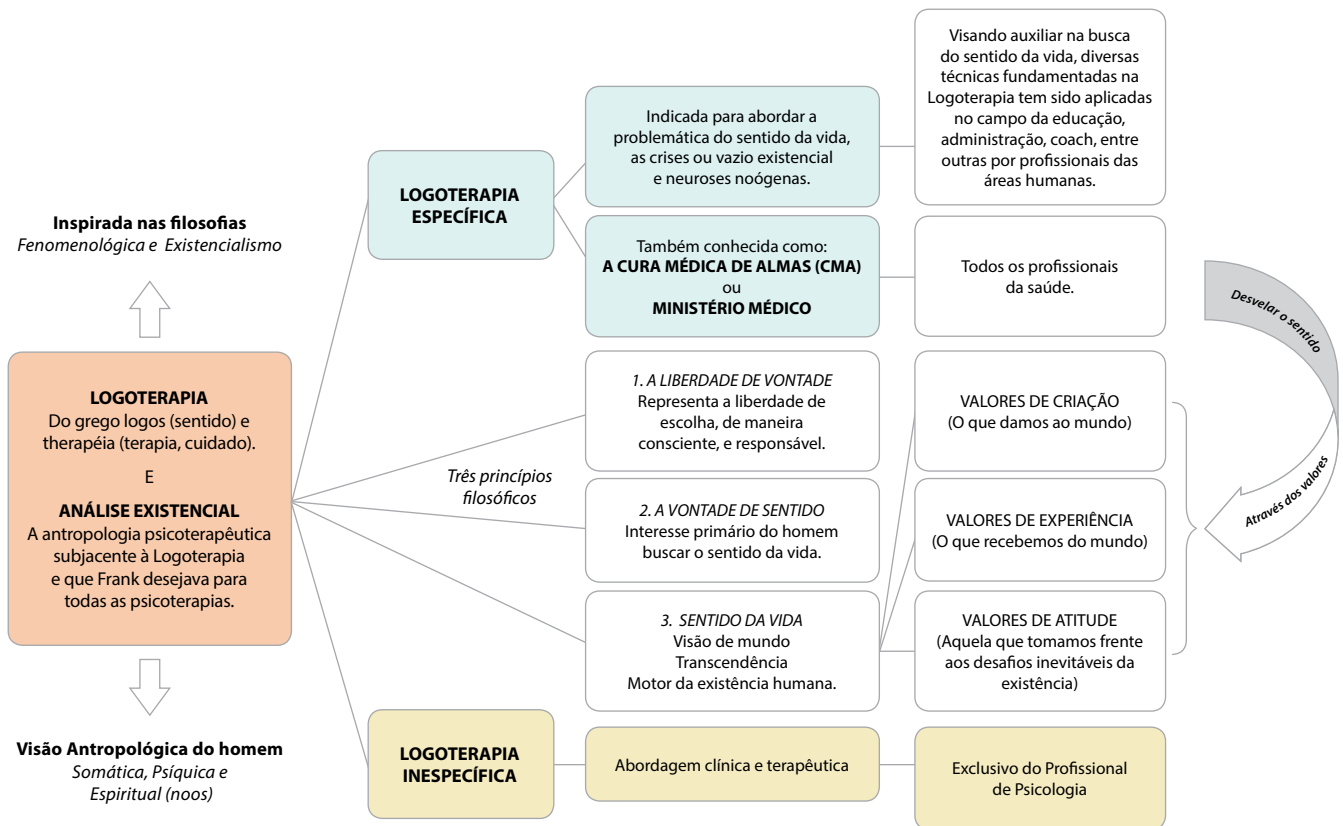 Inspirada nas filosofias
Fenomenológica e Existencialismo
LOGOTERAPIA
Do grego logos (sentido) e
therapéia (terapia, cuidado).
E
ANÁLISE EXISTENCIAL
A antropologia psicoterapêutica
subjacente à Logoterapia
e que Frank desejava para
todas as psicoterapias.
Visão Antropológica do homem
Somática, Psíquica e
Espiritual (noos)
LOGOTERAPIA
ESPECÍFICA
Indicada para abordar a
problemática do sentido da vida,
as crises ou vazio existencial
e neuroses noógenas.
Visando auxiliar na busca
do sentido da vida, diversas
técnicas fundamentadas na
Logoterapia tem sido aplicadas
no campo da educação,
administração, coach, entre
outras por profissionais das
áreas humanas.
Também conhecida como:
A CURA MÉDICA DE ALMAS (CMA)
ou
MINISTÉRIO MÉDICO
Todos os profissionais
da saúde.
Três princípios
filosóficos
1. A LIBERDADE DE VONTADE
Representa a liberdade de
escolha, de maneira
consciente, e responsável.
2. A VONTADE DE SENTIDO
Interesse primário do homem
buscar o sentido da vida.
3. SENTIDO DA VIDA
Visão de mundo
Transcendência
Motor da existência humana.
VALORES DE CRIAÇÃO
(O que damos ao mundo)
VALORES DE EXPERIÊNCIA
(O que recebemos do mundo)
VALORES DE ATITUDE
(Aquela que tomamos frente
aos desafios inevitáveis da
existência)
Desvelar o sentido
Através dos valores
LOGOTERAPIA
INESPECÍFICA
Abordagem clínica e terapêutica
Exclusivo do Profissional
de Psicologia